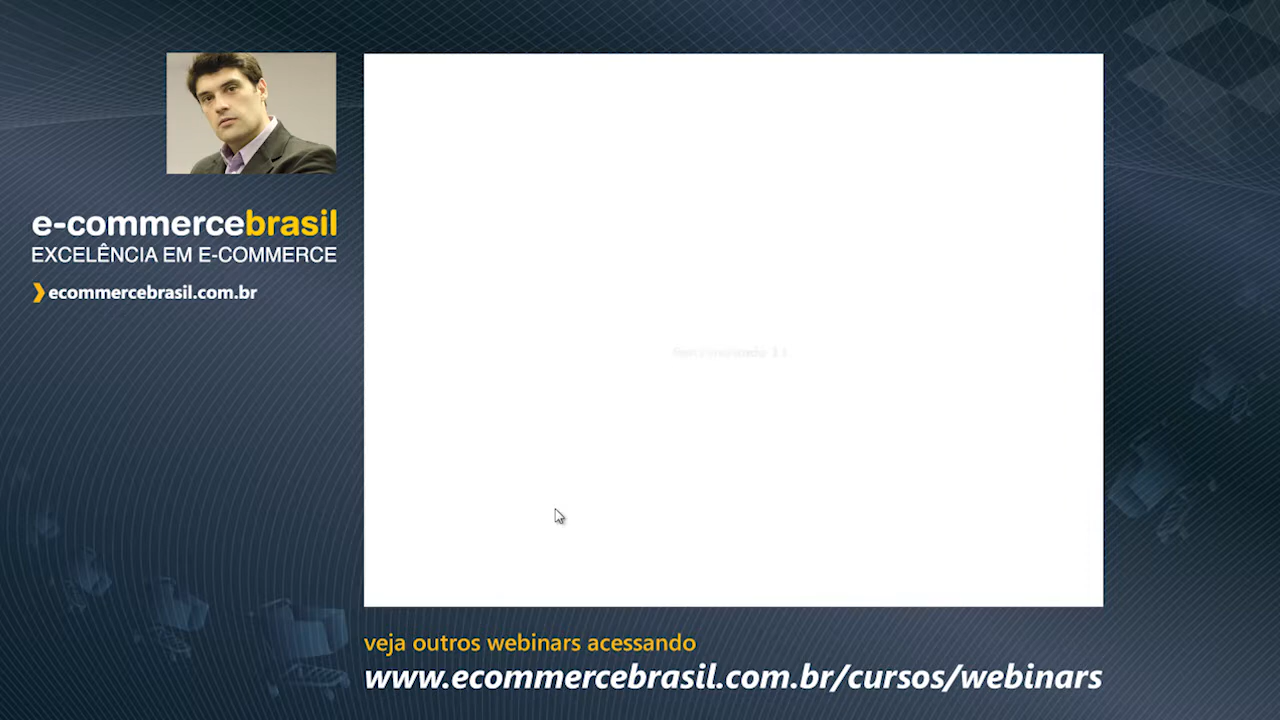 e-commercebrasil
EXCELÊNCIA EM E-COMMERCE
ecommercebrasil.com.br
veja outros webinars acessando
www.ecommercebrasil.com.br/cursos/webinars